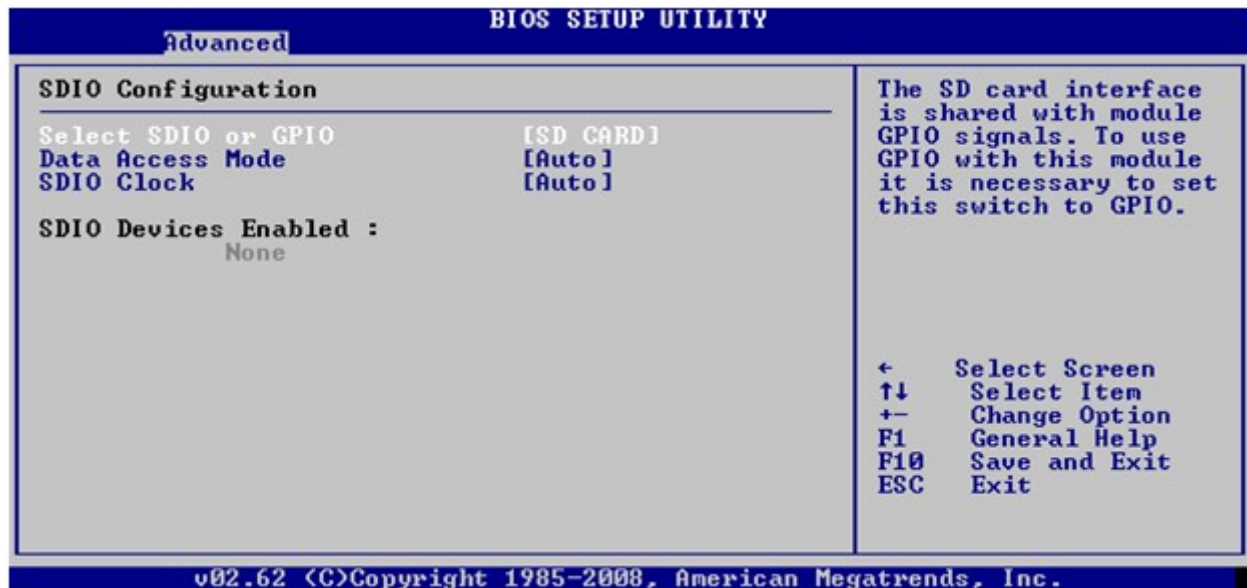 BIOS SETUP UTILITY
Advanced
SDIO Configuration
Select SDIO or GPIO [SD CARD]
Data Access Mode [Auto]
SDIO Clock [Auto]
SDIO Devices Enabled :
None
The SD card interface
is shared with module
GPIO signals. To use
GPIO with this module
it is necessary to set
this switch to GPIO.
← Select Screen
↑↓ Select Item
+- Change Option
F1 General Help
F10 Save and Exit
ESC Exit
v02.62 (C)Copyright 1985-2008, American Megatrends, Inc.